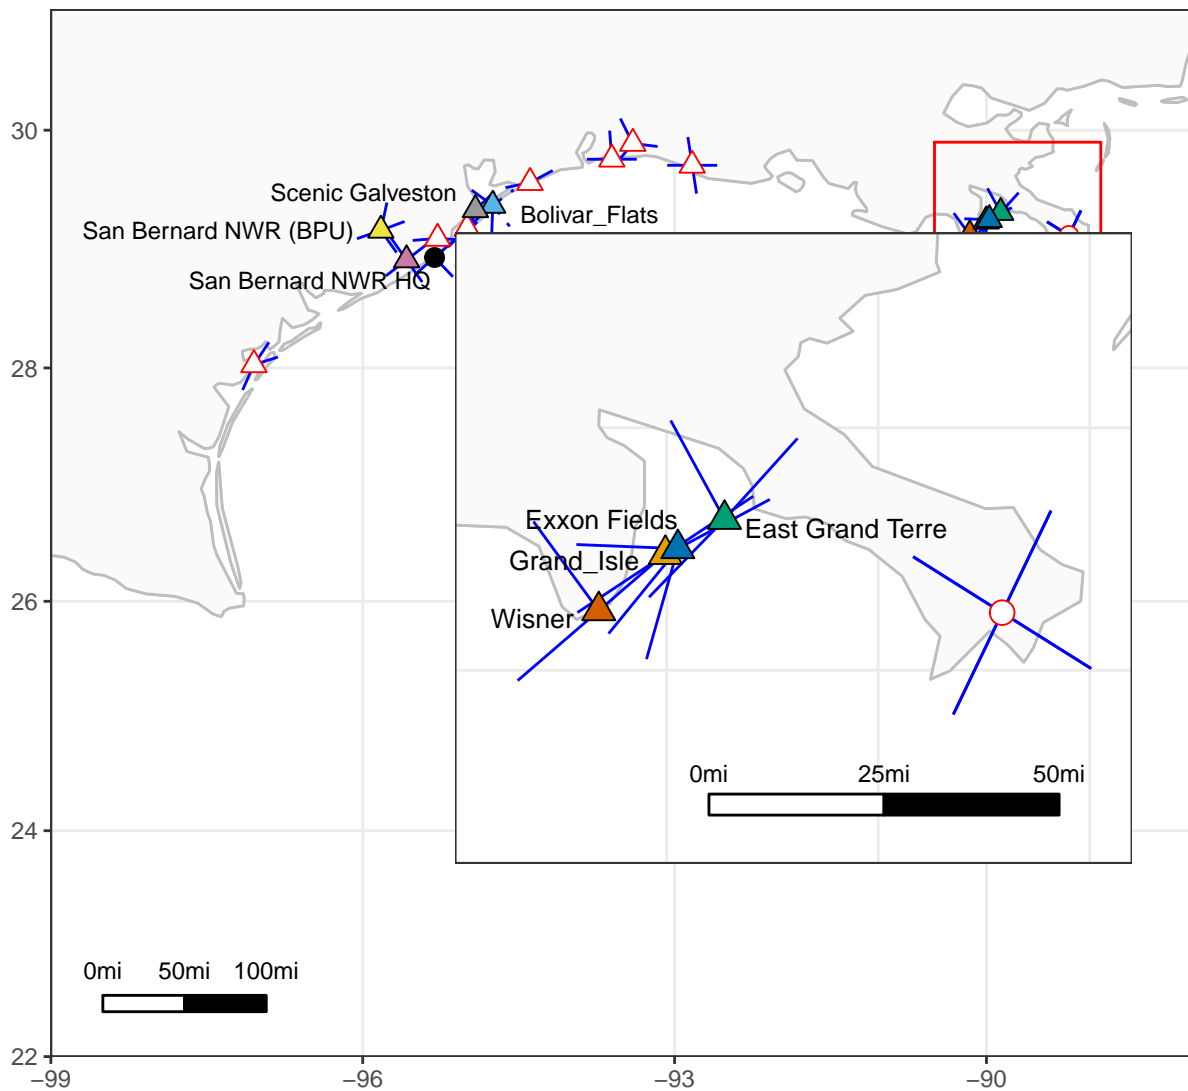 30
Scenic Galveston
Bolivar_Flats
San Bernard NWR (BPU)
San Bernard NWR HQ
28
Exxon Fields
East Grand Terre
Grand_Isle
26
Wisner
0mi 25mi 50mi
24
0mi 50mi 100mi
22
−99 −96 −93 −90